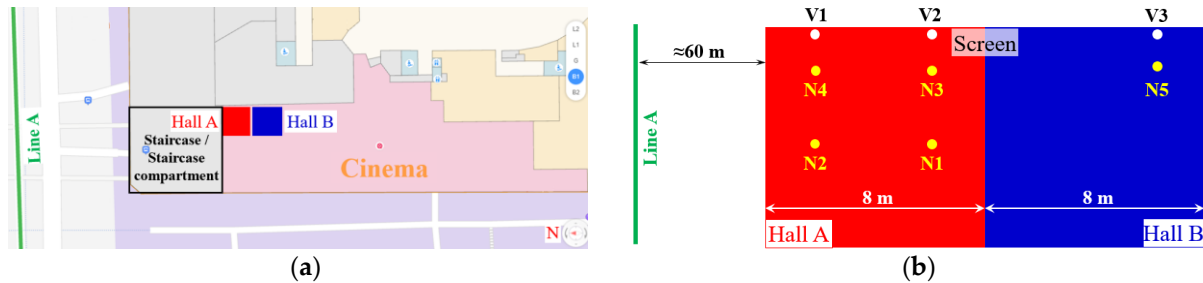 L2
L1
G
B1
B2
Line A
Hall A
Hall B
Staircase /
Staircase
compartment
Cinema
N
(a)
V1
V2
V3
Screen
≈60 m
N4
N3
N5
Line A
N2
N1
8 m
8 m
Hall A
Hall B
(b)